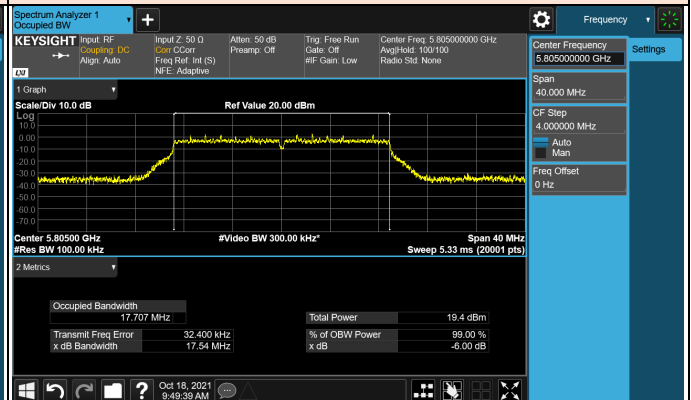 Spectrum Analyzer 1
Occupied BW
+
Frequency
KEYSIGHT
LXI
Input: RF
Coupling: DC
Align: Auto
Input Z: 50 Ω
Corr CCorr
Freq Ref: Int (S)
NFE: Adaptive
Atten: 50 dB
Preamp: Off
Trig: Free Run
Gate: Off
#IF Gain: Low
Center Freq: 5.805000000 GHz
Avg|Hold: 100/100
Radio Std: None
Center Frequency
5.805000000 GHz
Settings
Span
40.000 MHz
CF Step
4.000000 MHz
Auto
Man
Freq Offset
0 Hz
1 Graph
Scale/Div 10.0 dB
Ref Value 20.00 dBm
Log
10.0
0.00
-10.0
-20.0
-30.0
-40.0
-50.0
-60.0
-70.0
Center 5.80500 GHz
#Video BW 300.00 kHz*
Span 40 MHz
#Res BW 100.00 kHz
Sweep 5.33 ms (20001 pts)
2 Metrics
Occupied Bandwidth
17.707 MHz
Total Power 19.4 dBm
Transmit Freq Error 32.400 kHz
% of OBW Power 99.00 %
x dB Bandwidth 17.54 MHz
x dB -6.00 dB
?
Oct 18, 2021
9:49:39 AM